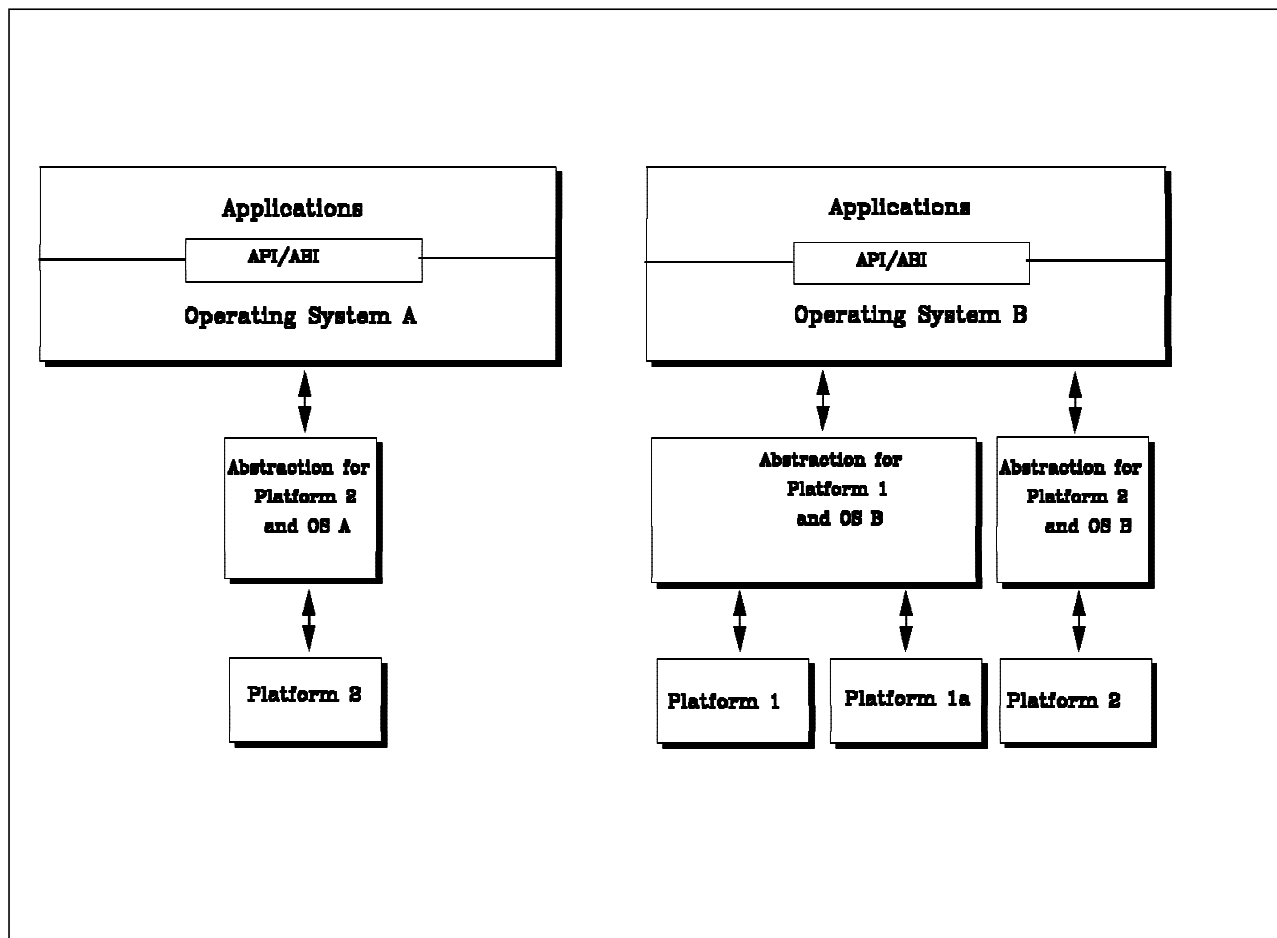 Applications
API/ABI
Operating System A
Abstraction for
Platform 2
and OS A
Platform 2
Applications
API/ABI
Operating System B
Abstraction for
Platform 1
and OS B
Abstraction for
Platform 2
and OS B
Platform 1
Platform 1a
Platform 2